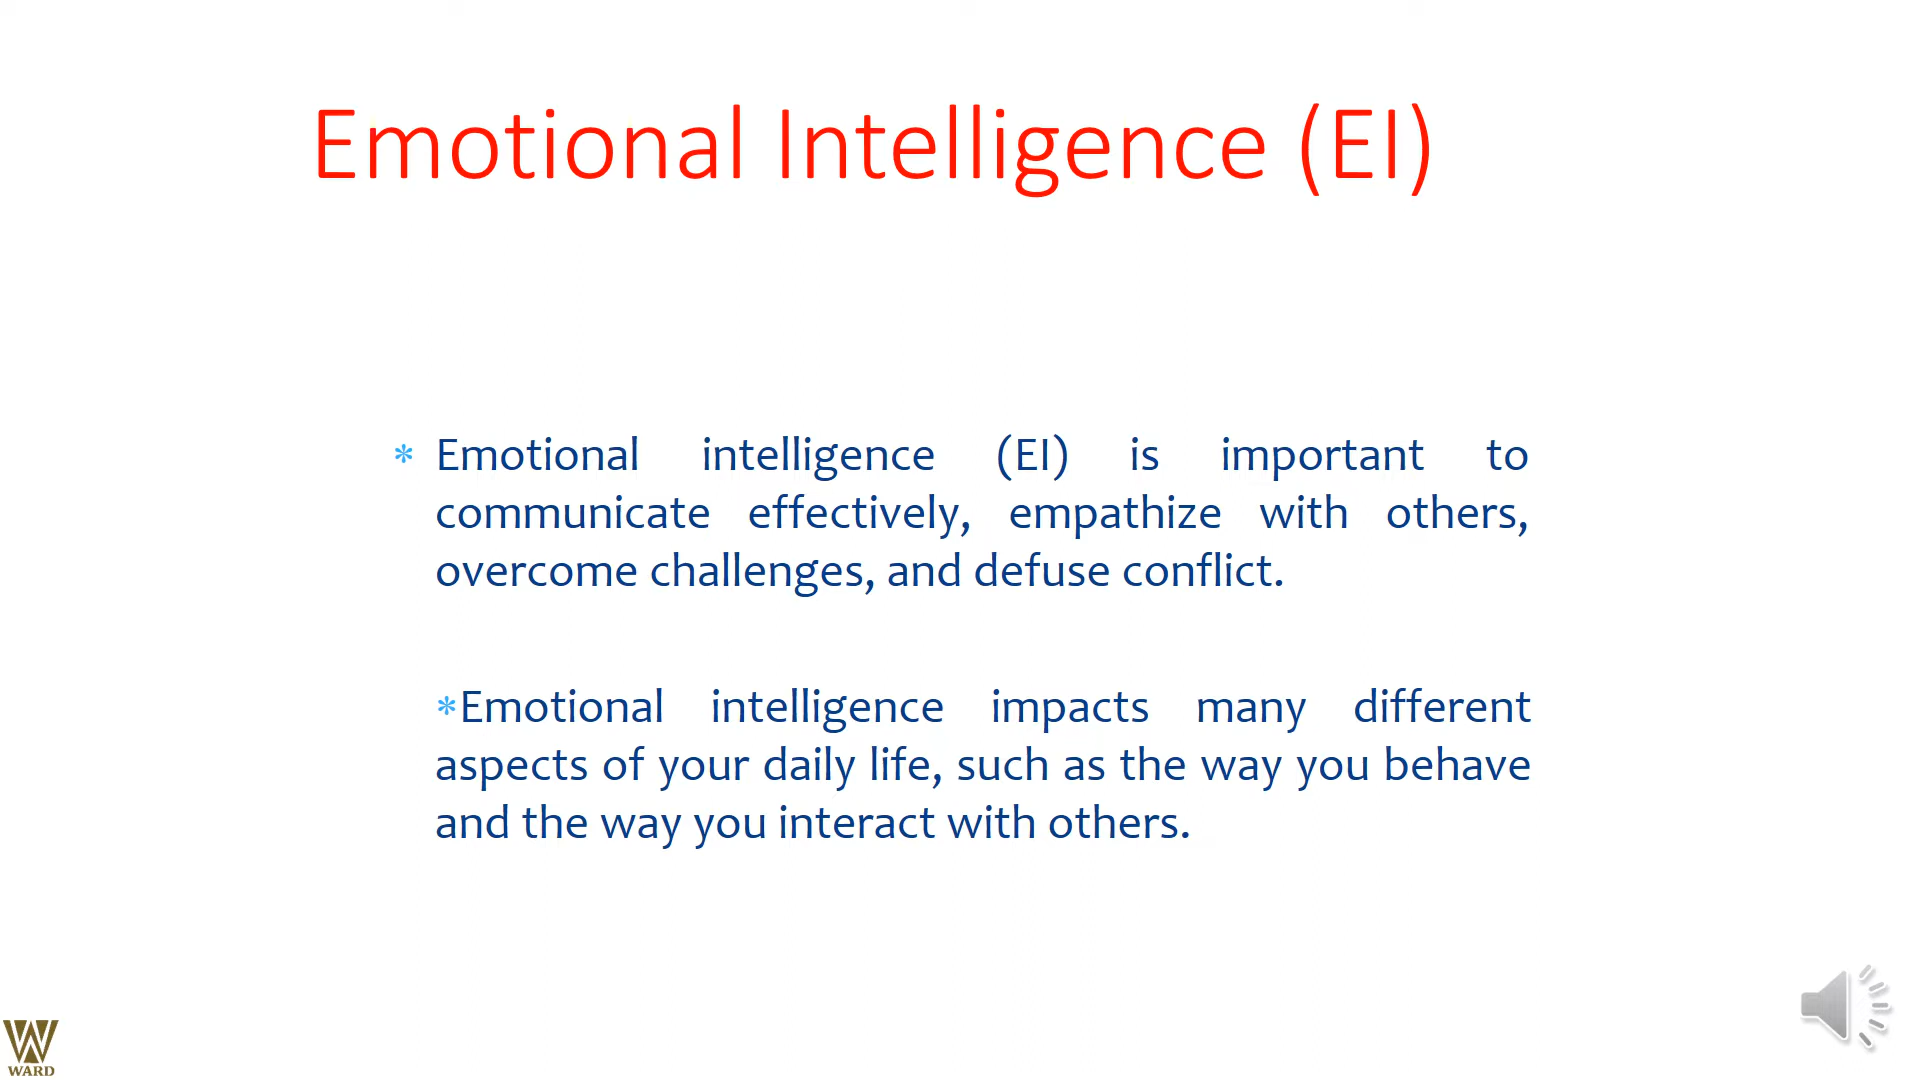 Emotional Intelligence (EI)
* Emotional intelligence (EI) is important to
communicate effectively, empathize with others,
overcome challenges, and defuse conflict.
*Emotional intelligence impacts many different
aspects of your daily life, such as the way you behave
and the way you interact with others.
WARD